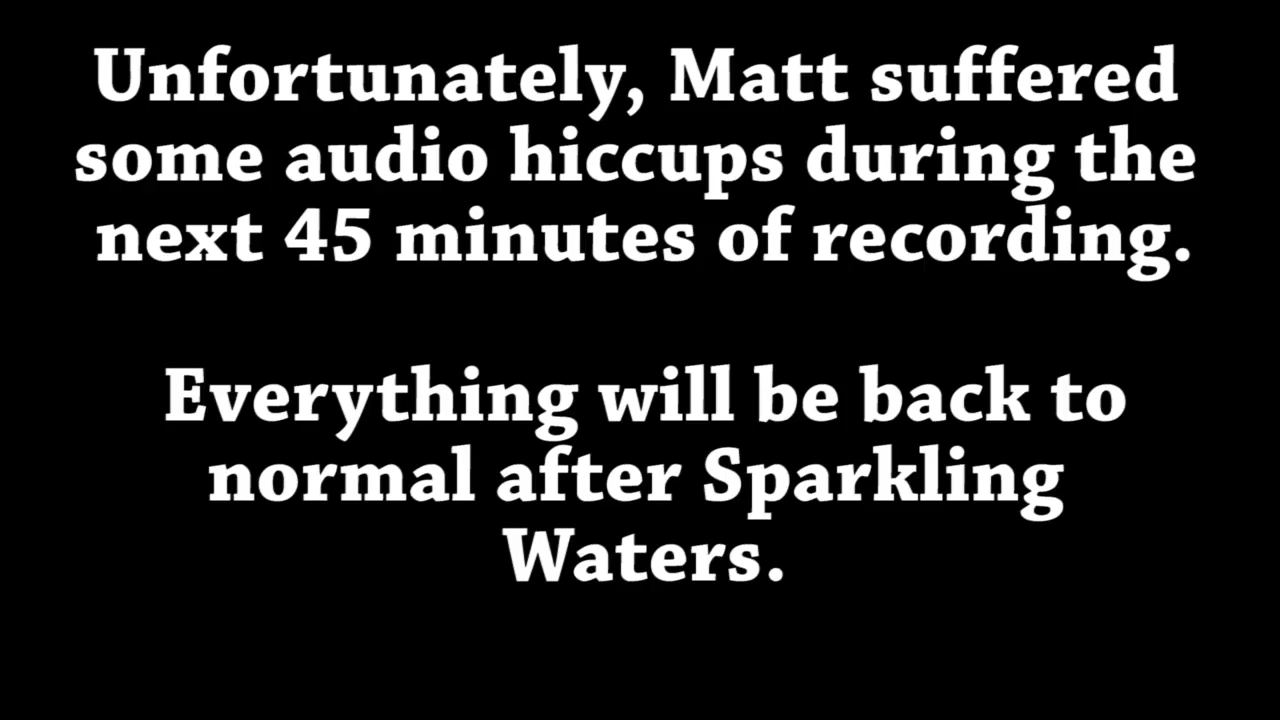 Unfortunately, Matt suffered
some audio hiccups during the
next 45 minutes of recording.
Everything will be back to
normal after Sparkling
Waters.